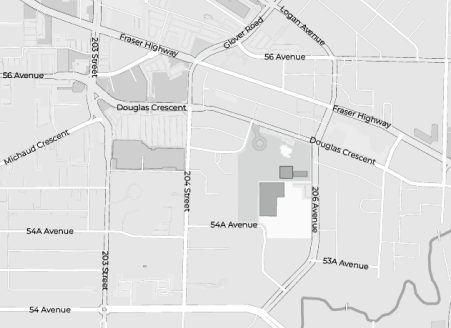 Logan Avenue
Glover Road
203 Street
Fraser Highway
56 Avenue
56 Avenue
Douglas Crescent
Fraser Highway
Michaud Crescent
Douglas Crescent
204 Street
206 Avenue
54A Avenue
54A Avenue
203 Street
53A Avenue
54 Avenue